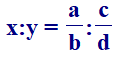 x:y = a/b : c/d